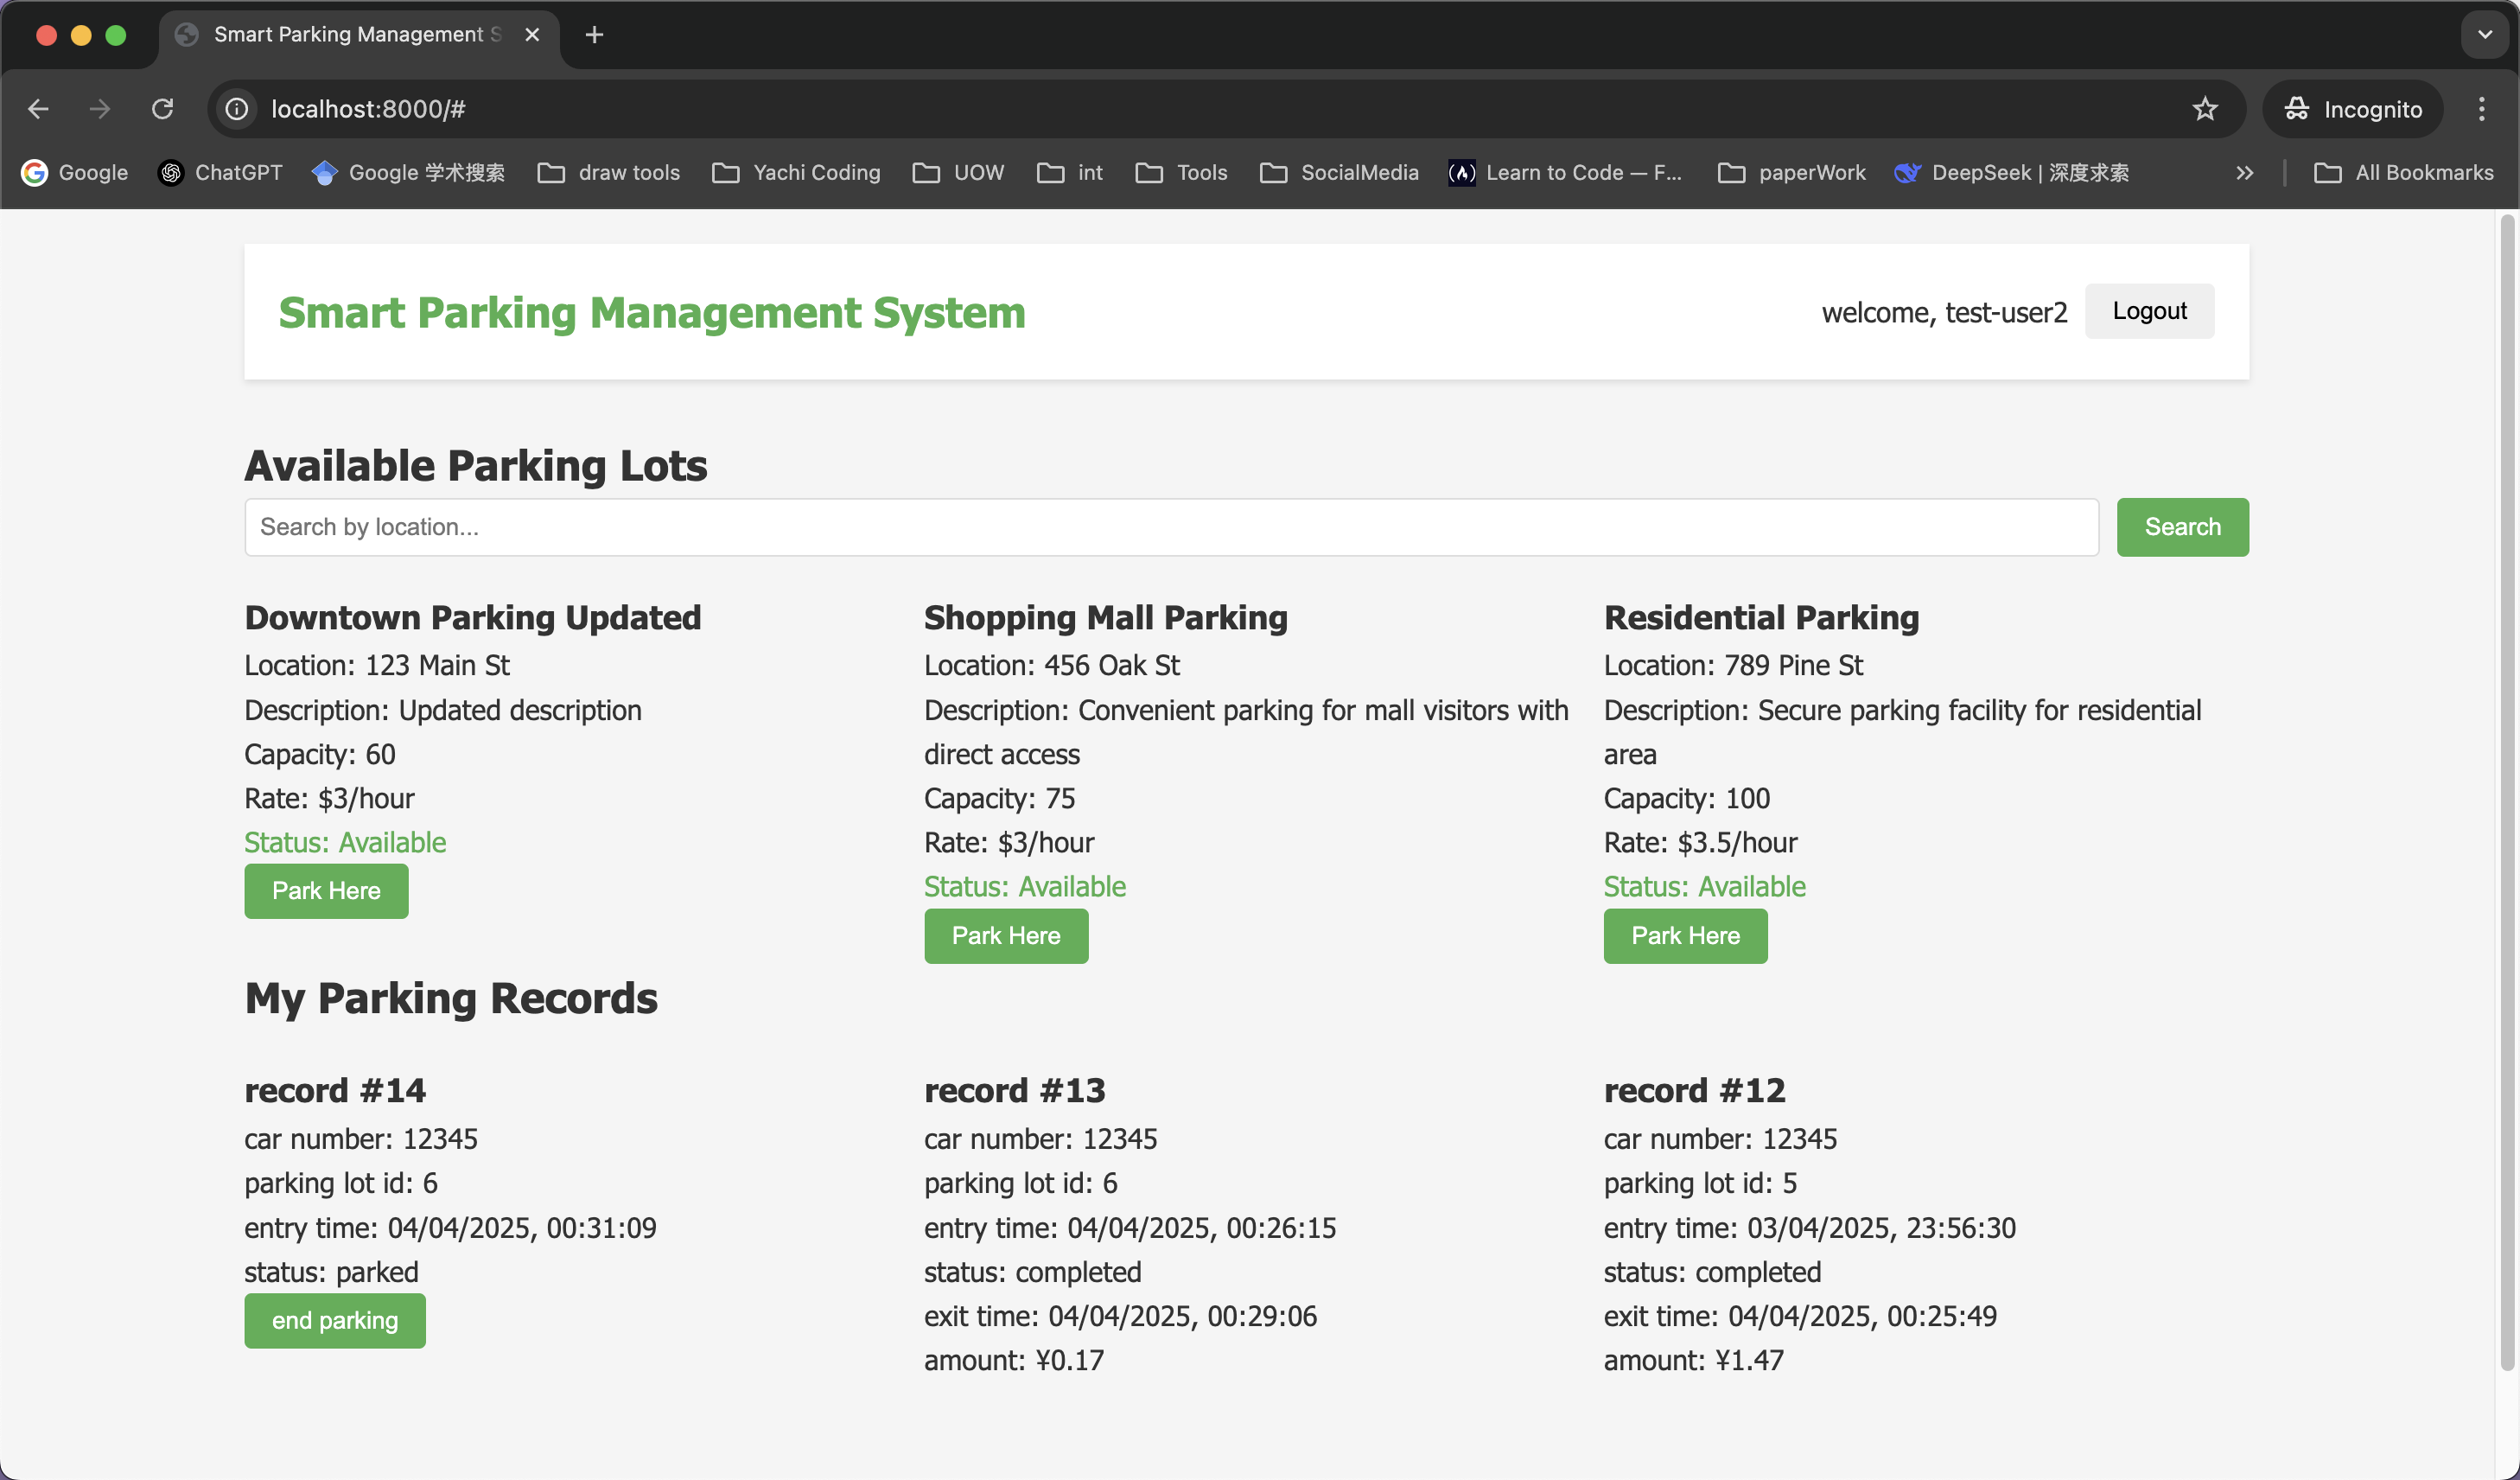 Smart Parking Management S
localhost:8000/#
Incognito
Google
ChatGPT
Google 学术搜索
draw tools
Yachi Coding
UOW
int
Tools
SocialMedia
Learn to Code — F...
paperWork
DeepSeek | 深度求索
All Bookmarks
Smart Parking Management System
welcome, test-user2
Logout
Available Parking Lots
Search by location...
Search
Downtown Parking Updated
Location: 123 Main St
Description: Updated description
Capacity: 60
Rate: $3/hour
Status: Available
Park Here
Shopping Mall Parking
Location: 456 Oak St
Description: Convenient parking for mall visitors with
direct access
Capacity: 75
Rate: $3/hour
Status: Available
Park Here
Residential Parking
Location: 789 Pine St
Description: Secure parking facility for residential
area
Capacity: 100
Rate: $3.5/hour
Status: Available
Park Here
My Parking Records
record #14
car number: 12345
parking lot id: 6
entry time: 04/04/2025, 00:31:09
status: parked
end parking
record #13
car number: 12345
parking lot id: 6
entry time: 04/04/2025, 00:26:15
status: completed
exit time: 04/04/2025, 00:29:06
amount: ¥0.17
record #12
car number: 12345
parking lot id: 5
entry time: 03/04/2025, 23:56:30
status: completed
exit time: 04/04/2025, 00:25:49
amount: ¥1.47